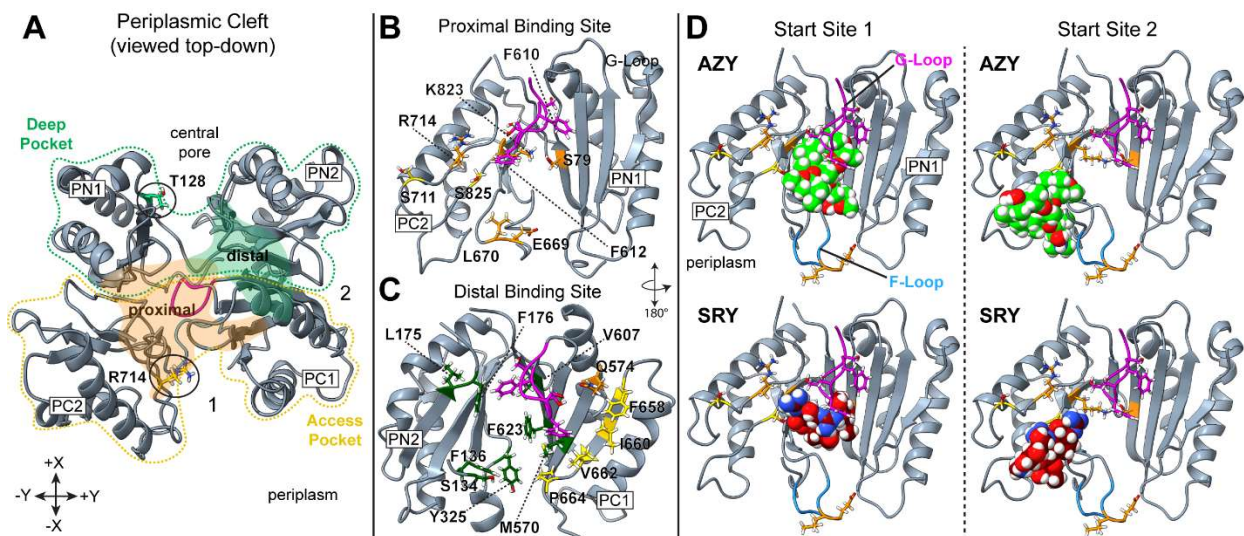 A
Periplasmic Cleft
(viewed top-down)
Deep
Pocket
central
pore
PN1
T128
PN2
distal
proximal
2
R714
1
PC2
PC1
Access
Pocket
+X
-Y
+Y
-X
periplasm
B
Proximal Binding Site
F610
G-Loop
K823
R714
S79
PN1
S711
S825
PC2
E669
L670
F612
180°
C
Distal Binding Site
F176
L175
V607
Q574
F658
PN2
F623
I660
F136
S134
V662
P664
PC1
Y325
M570
D
Start Site 1
Start Site 2
AZY
G-Loop
AZY
PN1
PC2
periplasm
F-Loop
SRY
SRY